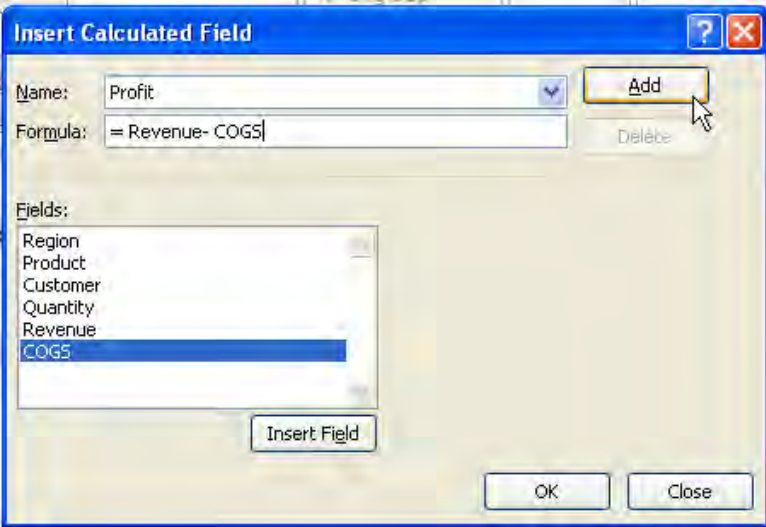 Insert Calculated Field
Name: Profit
Add
Formula: = Revenue- COGS
Delete
Fields:
Region
Product
Customer
Quantity
Revenue
COGS
Insert Field
OK
Close